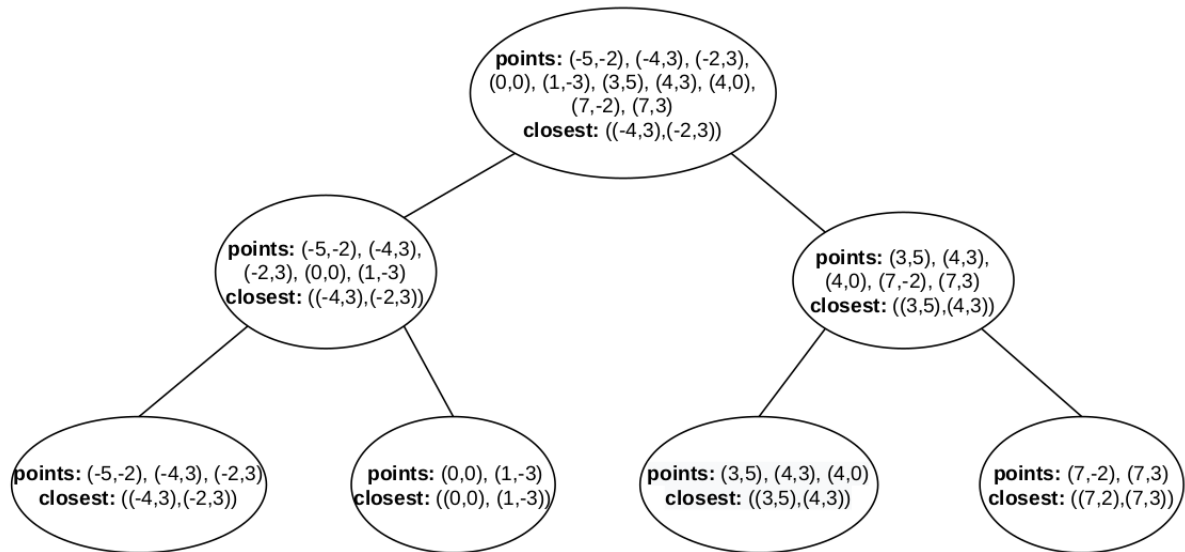 points: (-5,-2), (-4,3), (-2,3),
(0,0), (1,-3), (3,5), (4,3), (4,0),
(7,-2), (7,3)
closest: ((-4,3),(-2,3))
points: (-5,-2), (-4,3),
(-2,3), (0,0), (1,-3)
closest: ((-4,3),(-2,3))
points: (3,5), (4,3),
(4,0), (7,-2), (7,3)
closest: ((3,5),(4,3))
points: (-5,-2), (-4,3), (-2,3)
closest: ((-4,3),(-2,3))
points: (0,0), (1,-3)
closest: ((0,0), (1,-3))
points: (3,5), (4,3), (4,0)
closest: ((3,5),(4,3))
points: (7,-2), (7,3)
closest: ((7,2),(7,3))